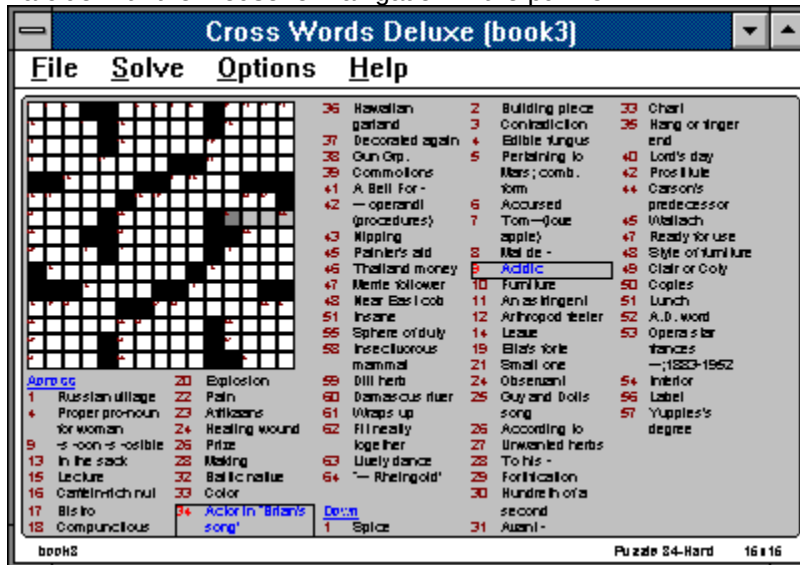 Cross Words Deluxe (book3)
File Solve Options Help
36 Hawaiian
garland
37 Decorated again
38 Gun Grp.
39 Commotions
41 A Bell For -
42 — operandi
(procedures)
43 Nipping
45 Painter's aid
46 Thailand money
47 Merrie follower
48 Near East cob
51 Insane
55 Sphere of duty
58 Insectivorous
mammal
59 Dill herb
60 Damascus river
61 Wraps up
62 Fit neatly
together
63 Lively dance
64 "— Rheingold"
Down
1 Spice
2 Building piece
3 Contradiction
4 Edible fungus
5 Pertaining to
Mars; comb.
form
6 Accursed
7 Tom—(love
apple)
8 Mal de -
9 Acidic
10 Furniture
11 An astringent
12 Arthropod feeler
14 Leave
19 Ella's forte
21 Small one
24 Observant
25 Guy and Dolls
song
26 According to
27 Unwanted herbs
28 To his -
29 Fortification
30 Hundreth of a
second
31 Avant -
33 Chart
35 Hang or finger
end
40 Lord's day
42 Prostitute
44 Carson's
predecessor
45 Wallach
47 Ready for use
48 Style of furniture
49 Clair or Coty
50 Copies
51 Lunch
52 A.D. word
53 Opera star
frances
—;1883-1952
54 Inferior
56 Label
57 Yuppies's
degree
Across
1 Russian village
4 Proper pro-noun
for woman
9 -s -oon -s -osible
13 In the sack
15 Lecture
16 Caffein-rich nut
17 Bistro
18 Compunctious
20 Explosion
22 Pain
23 Afrikaans
24 Healing wound
26 Prize
28 Making
32 Baltic native
33 Color
34 Actor in "Brian's
song"
book3
Puzzle 34-Hard 16x16